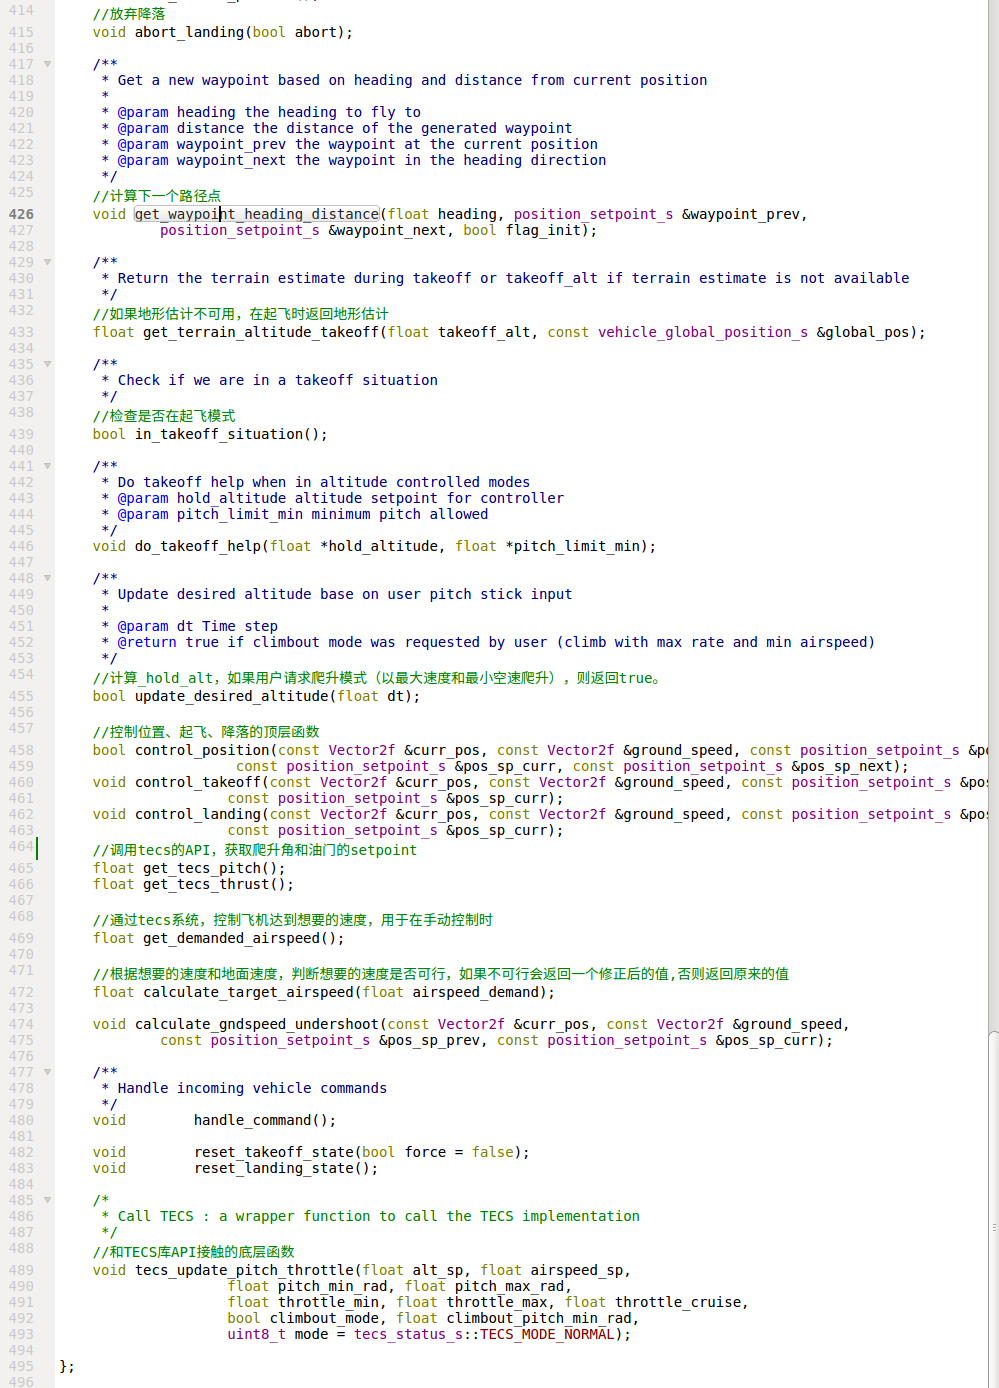 414 //放弃降落
415 void abort_landing(bool abort);
416
417 /**
418 * Get a new waypoint based on heading and distance from current position
419 *
420 * @param heading the heading to fly to
421 * @param distance the distance of the generated waypoint
422 * @param waypoint_prev the waypoint at the current position
423 * @param waypoint_next the waypoint in the heading direction
424 */
425 //计算下一个路径点
426 void get_waypoint_heading_distance(float heading, position_setpoint_s &waypoint_prev,
427 position_setpoint_s &waypoint_next, bool flag_init);
428
429 /**
430 * Return the terrain estimate during takeoff or takeoff_alt if terrain estimate is not available
431 */
432 //如果地形估计不可用，在起飞时返回地形估计
433 float get_terrain_altitude_takeoff(float takeoff_alt, const vehicle_global_position_s &global_pos);
434
435 /**
436 * Check if we are in a takeoff situation
437 */
438 //检查是否在起飞模式
439 bool in_takeoff_situation();
440
441 /**
442 * Do takeoff help when in altitude controlled modes
443 * @param hold_altitude altitude setpoint for controller
444 * @param pitch_limit_min minimum pitch allowed
445 */
446 void do_takeoff_help(float *hold_altitude, float *pitch_limit_min);
447
448 /**
449 * Update desired altitude base on user pitch stick input
450 *
451 * @param dt Time step
452 * @return true if climbout mode was requested by user (climb with max rate and min airspeed)
453 */
454 //计算_hold_alt，如果用户请求爬升模式（以最大速度和最小空速爬升），则返回true。
455 bool update_desired_altitude(float dt);
456
457 //控制位置、起飞、降落的顶层函数
458 bool control_position(const Vector2f &curr_pos, const Vector2f &ground_speed, const position_setpoint_s &po
459 const position_setpoint_s &pos_sp_curr, const position_setpoint_s &pos_sp_next);
460 void control_takeoff(const Vector2f &curr_pos, const Vector2f &ground_speed, const position_setpoint_s &pos
461 const position_setpoint_s &pos_sp_curr);
462 void control_landing(const Vector2f &curr_pos, const Vector2f &ground_speed, const position_setpoint_s &pos
463 const position_setpoint_s &pos_sp_curr);
464 //调用tecs的API，获取爬升角和油门的setpoint
465 float get_tecs_pitch();
466 float get_tecs_thrust();
467
468 //通过tecs系统，控制飞机达到想要的速度，用于在手动控制时
469 float get_demanded_airspeed();
470
471 //根据想要的速度和地面速度，判断想要的速度是否可行，如果不可行会返回一个修正后的值,否则返回原来的值
472 float calculate_target_airspeed(float airspeed_demand);
473
474 void calculate_gndspeed_undershoot(const Vector2f &curr_pos, const Vector2f &ground_speed,
475 const position_setpoint_s &pos_sp_prev, const position_setpoint_s &pos_sp_curr);
476
477 /**
478 * Handle incoming vehicle commands
479 */
480 void handle_command();
481
482 void reset_takeoff_state(bool force = false);
483 void reset_landing_state();
484
485 /*
486 * Call TECS : a wrapper function to call the TECS implementation
487 */
488 //和TECS库API接触的底层函数
489 void tecs_update_pitch_throttle(float alt_sp, float airspeed_sp,
490 float pitch_min_rad, float pitch_max_rad,
491 float throttle_min, float throttle_max, float throttle_cruise,
492 bool climbout_mode, float climbout_pitch_min_rad,
493 uint8_t mode = tecs_status_s::TECS_MODE_NORMAL);
494
495 };
496